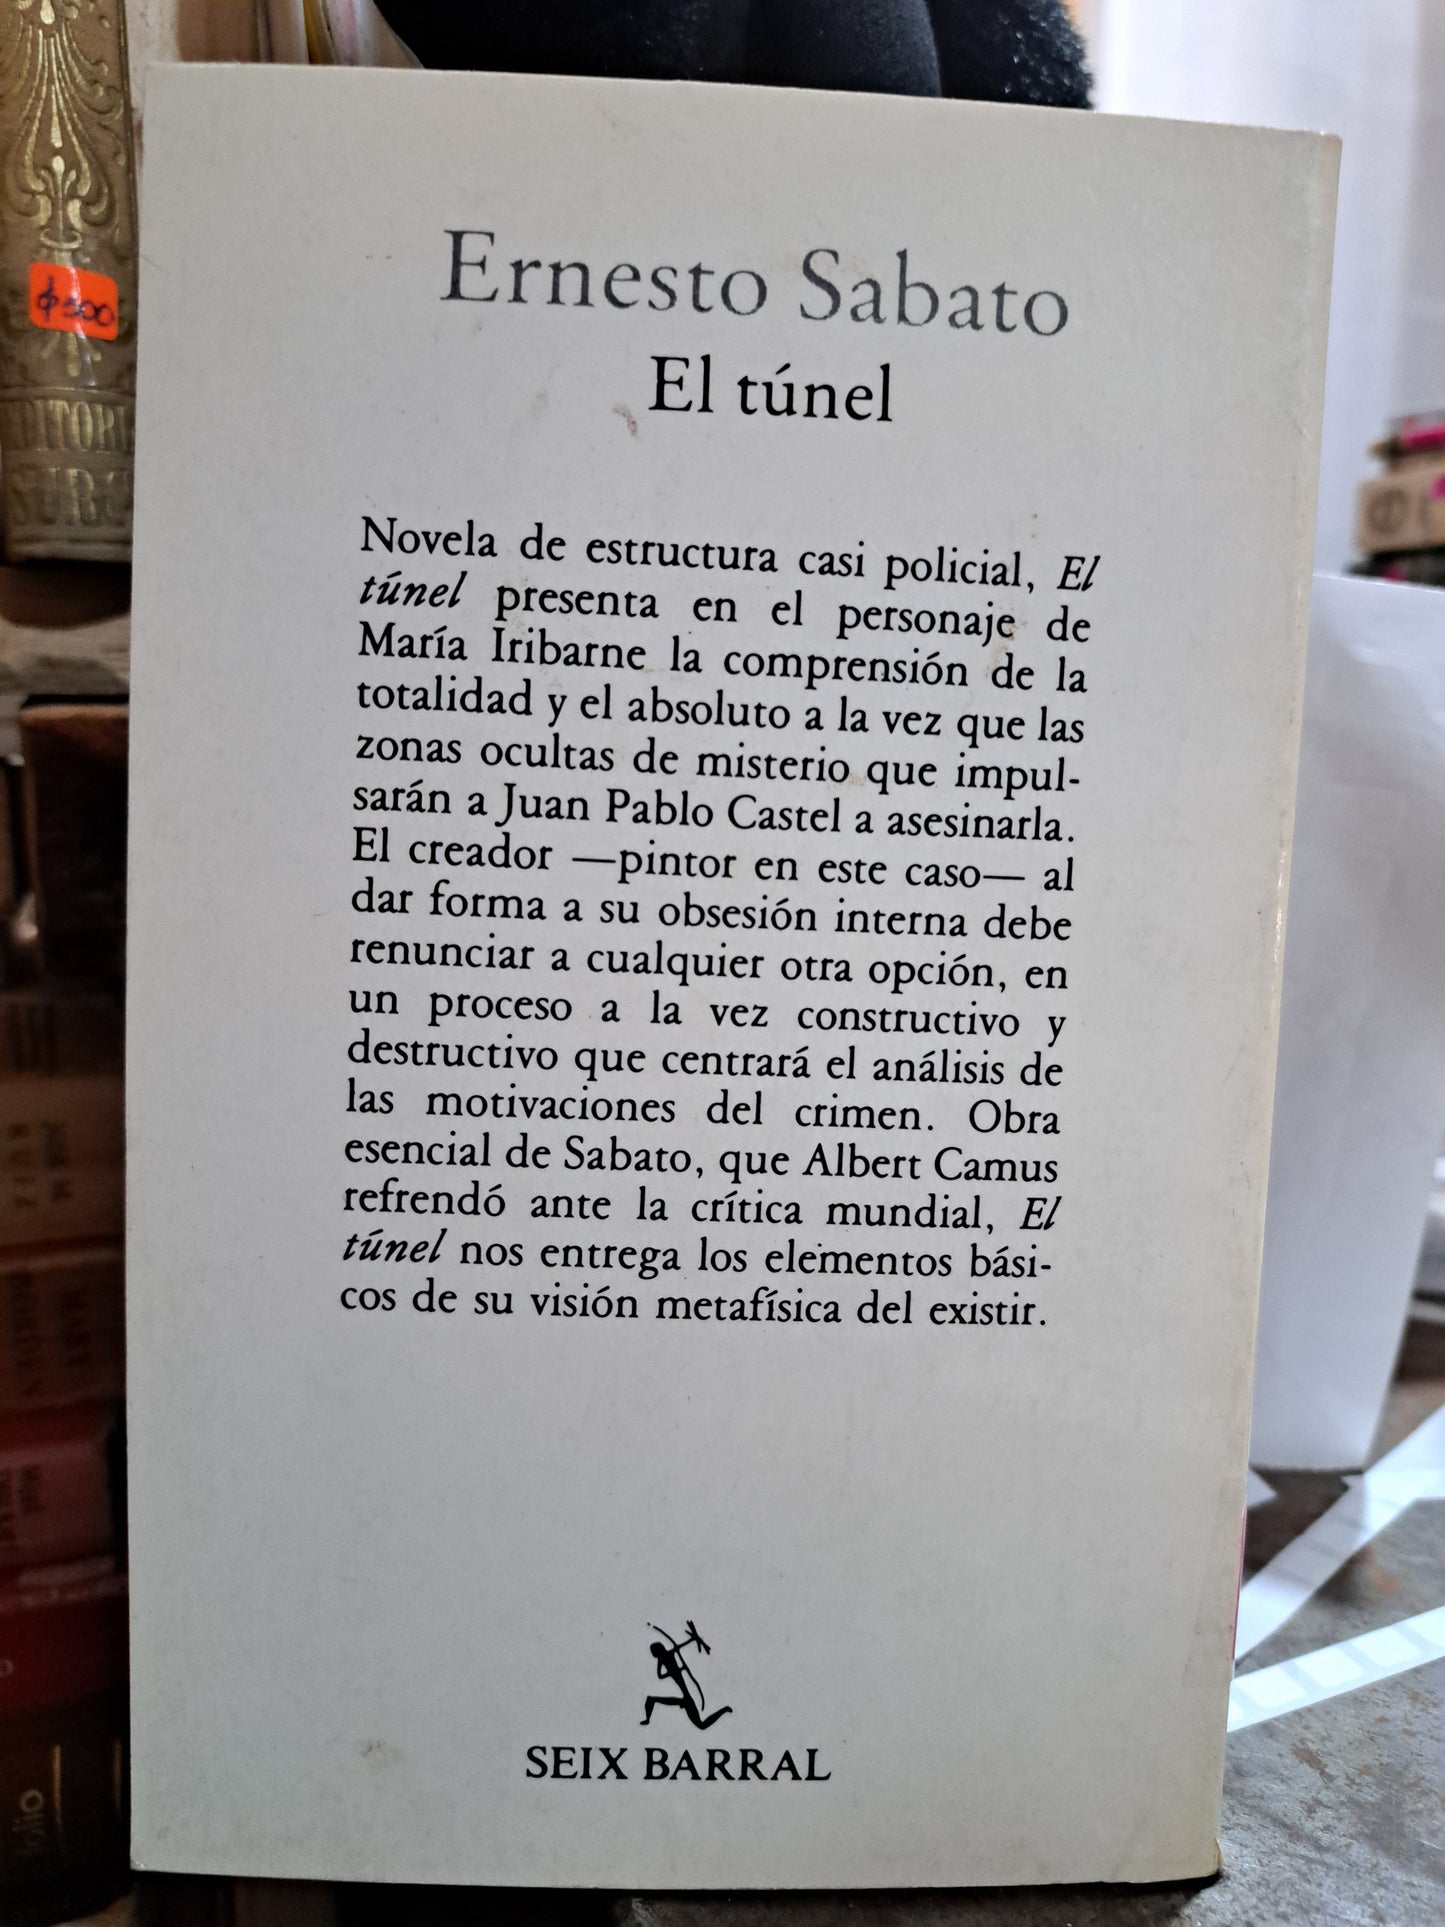 $500
EDITORI
SURC
Ernesto Sabato
El túnel
Novela de estructura casi policial, El
túnel presenta en el personaje de
María Iribarne la comprensión de la
totalidad y el absoluto a la vez que las
zonas ocultas de misterio que impul-
sarán a Juan Pablo Castel a asesinarla.
El creador —pintor en este caso— al
dar forma a su obsesión interna debe
renunciar a cualquier otra opción, en
un proceso a la vez constructivo y
destructivo que centrará el análisis de
las motivaciones del crimen. Obra
esencial de Sabato, que Albert Camus
refrendó ante la crítica mundial, El
túnel nos entrega los elementos bási-
cos de su visión metafísica del existir.
SEIX BARRAL